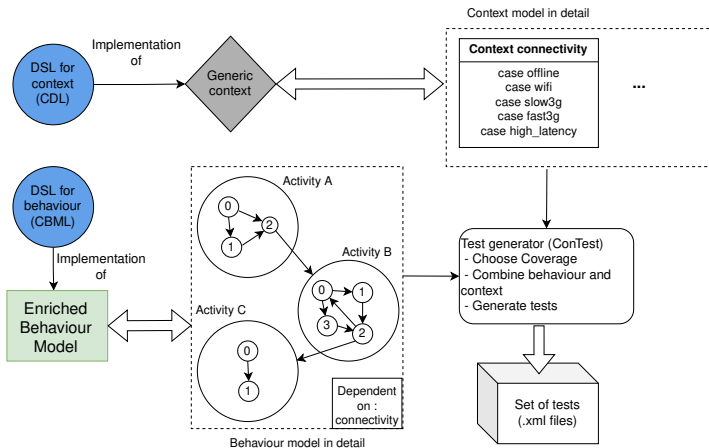 Context model in detail
DSL for
context
(CDL)
Implementation
of
Generic
context
Context connectivity
case offline
case wifi
case slow3g
case fast3g
case high_latency
...
DSL for
behaviour
(CBML)
Implementation
of
Enriched
Behaviour
Model
Activity A
0
1
2
Activity B
0
1
3
2
Activity C
0
1
Dependent
on :
connectivity
Behaviour model in detail
Test generator (ConTest)
- Choose Coverage
- Combine behaviour and
context
- Generate tests
Set of tests
(.xml files)